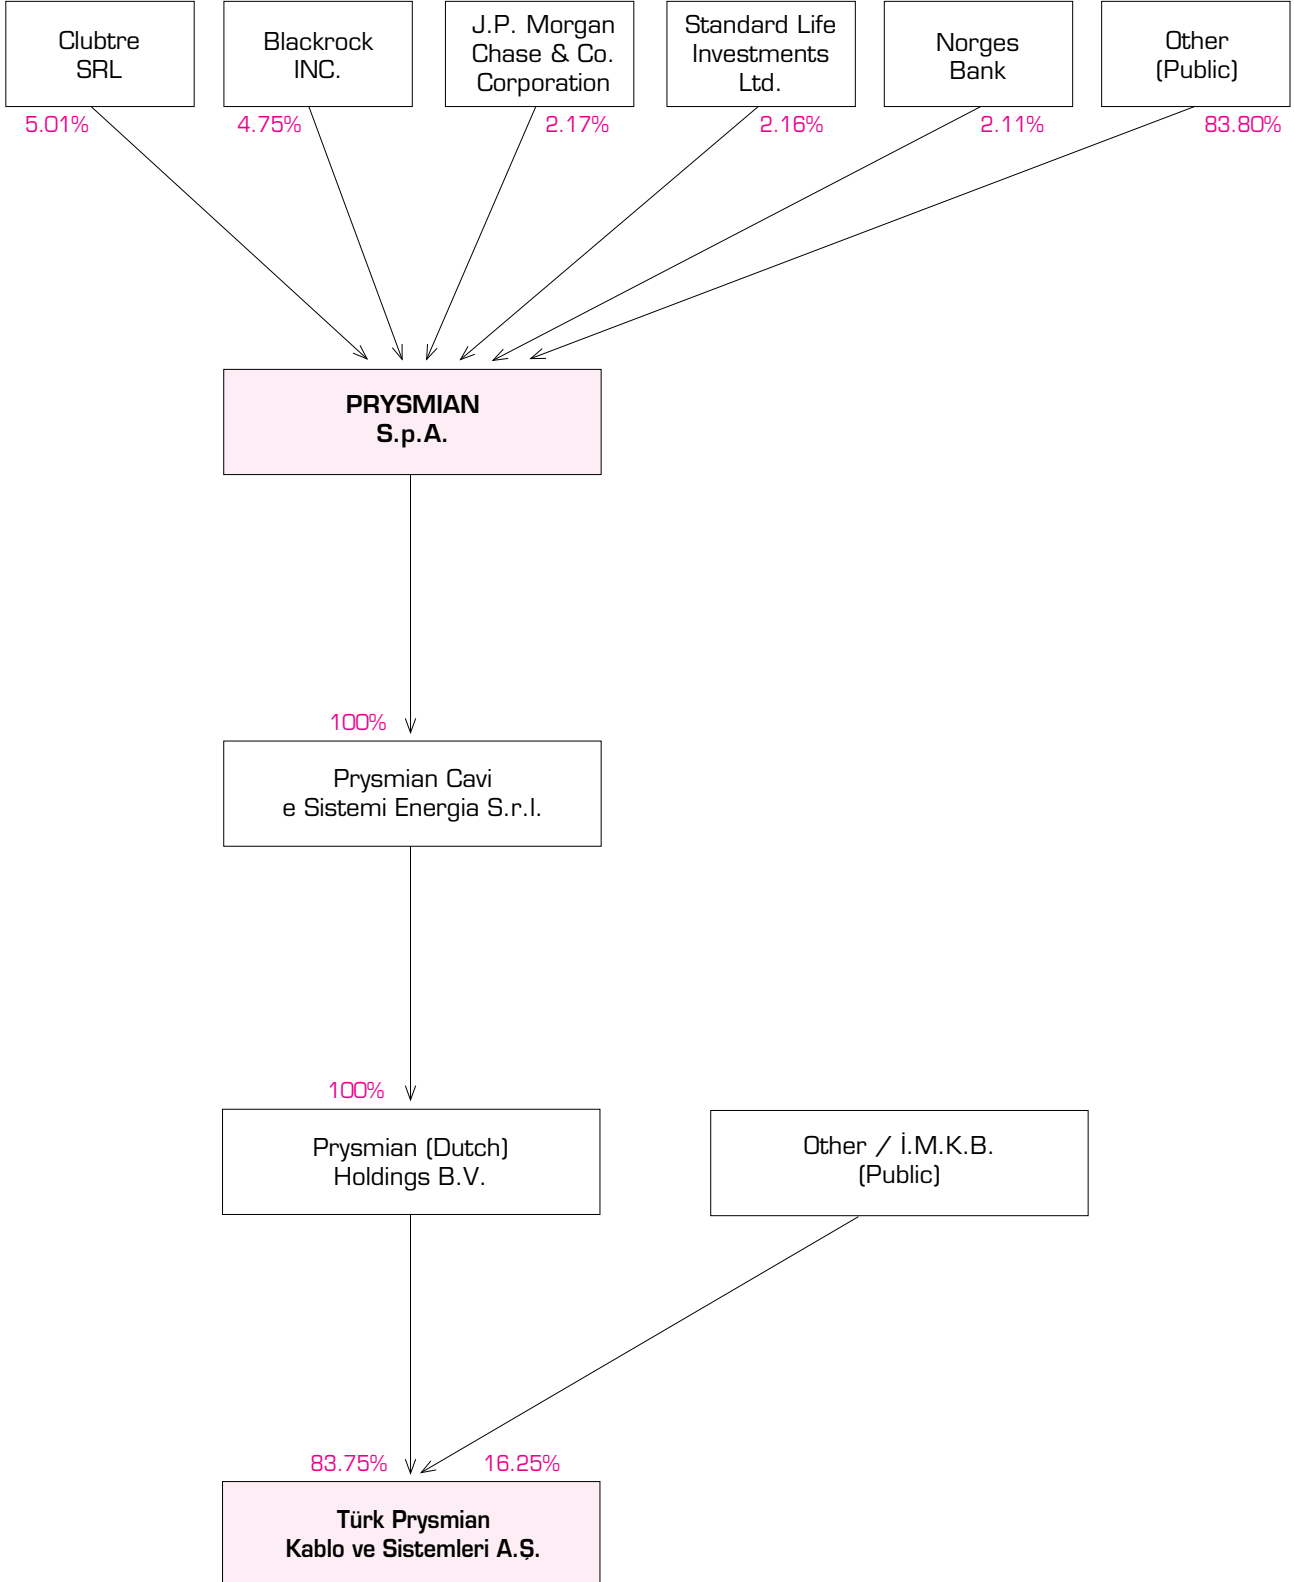 Clubtre
SRL
Blackrock
INC.
J.P. Morgan
Chase & Co.
Corporation
Standard Life
Investments
Ltd.
Norges
Bank
Other
(Public)
5.01%
4.75%
2.17%
2.16%
2.11%
83.80%
PRYSMIAN
S.p.A.
100%
Prysmian Cavi
e Sistemi Energia S.r.l.
100%
Prysmian (Dutch)
Holdings B.V.
Other / İ.M.K.B.
(Public)
83.75%
16.25%
Türk Prysmian
Kablo ve Sistemleri A.Ş.